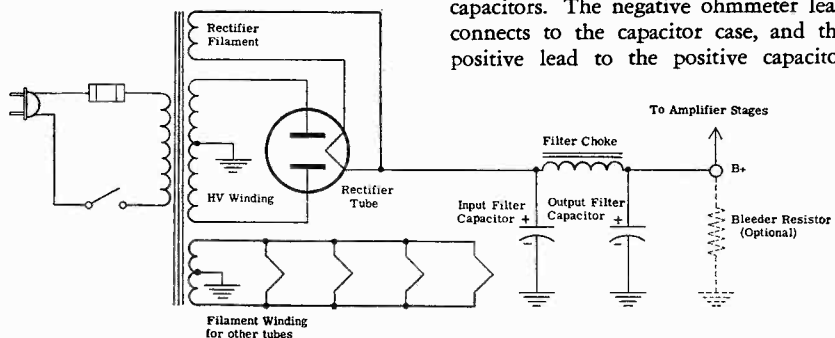 capacitors. The negative ohmmeter lea
connects to the capacitor case, and th
positive lead to the positive capacito
Rectifier
Filament
To Amplifier Stages
Filter Choke
B+
HV Winding
Rectifier
Tube
Input Filter
Capacitor +
-
Output Filter
Capacitor +
-
Bleeder Resistor
(Optional)
Filament Winding
for other tubes